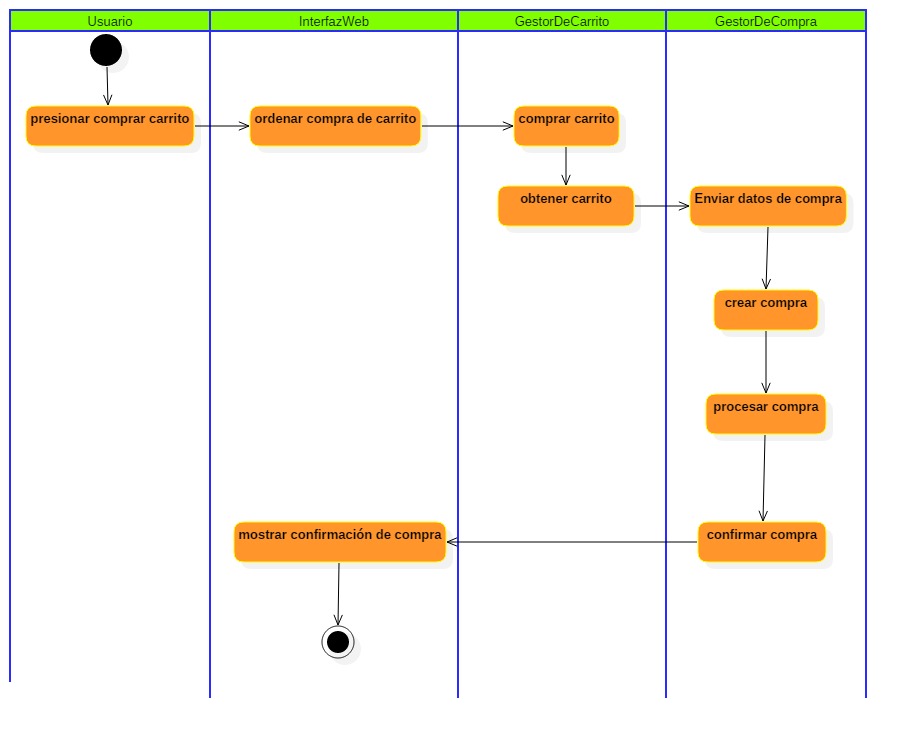 Usuario
InterfazWeb
GestorDeCarrito
GestorDeCompra
presionar comprar carrito
ordenar compra de carrito
comprar carrito
obtener carrito
Enviar datos de compra
crear compra
procesar compra
mostrar confirmación de compra
confirmar compra